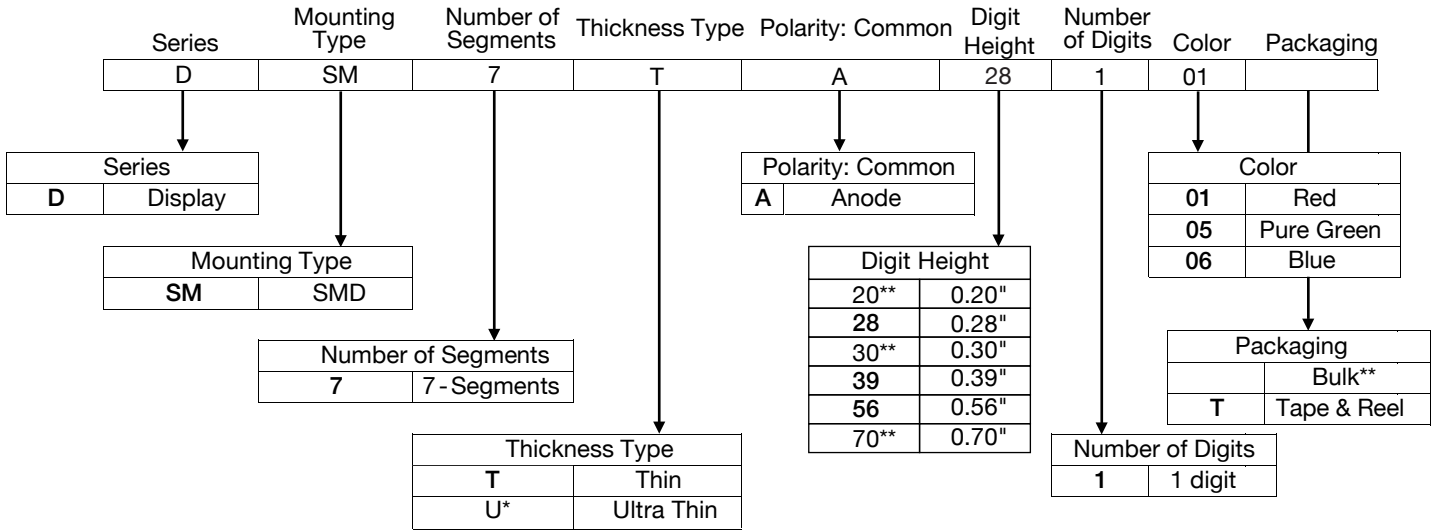 Series Mounting Type Number of Segments Thickness Type Polarity: Common Digit Height Number of Digits Color Packaging
D SM 7 T A 28 1 01
Series
D Display
Mounting Type
SM SMD
Number of Segments
7 7-Segments
Thickness Type
T Thin
U* Ultra Thin
Polarity: Common
A Anode
Digit Height
20** 0.20"
28 0.28"
30** 0.30"
39 0.39"
56 0.56"
70** 0.70"
Number of Digits
1 1 digit
Color
01 Red
05 Pure Green
06 Blue
Packaging
Bulk**
T Tape & Reel